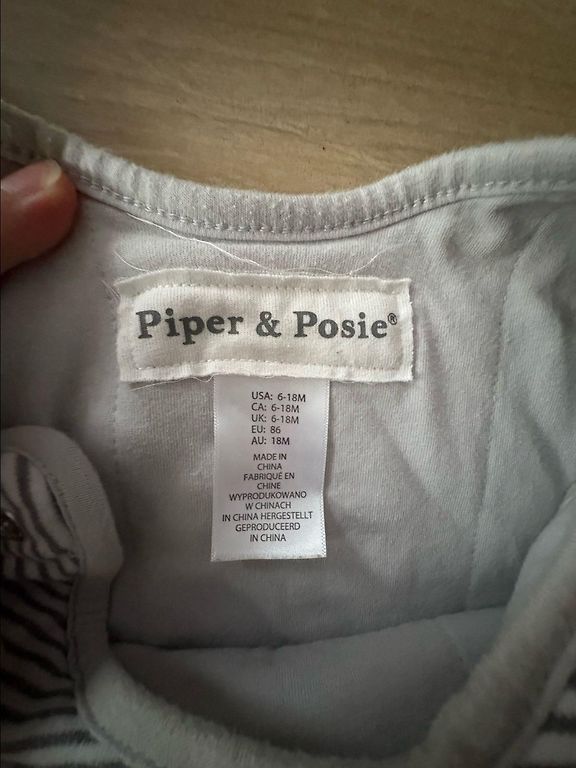 Piper & Posie®
USA: 6-18M
CA: 6-18M
UK: 6-18M
EU: 86
AU: 18M
MADE IN
CHINA
FABRIQUÉ EN
CHINE
WYPRODUKOWANO
W CHINACH
IN CHINA HERGESTELLT
GEPRODUCEERD
IN CHINA